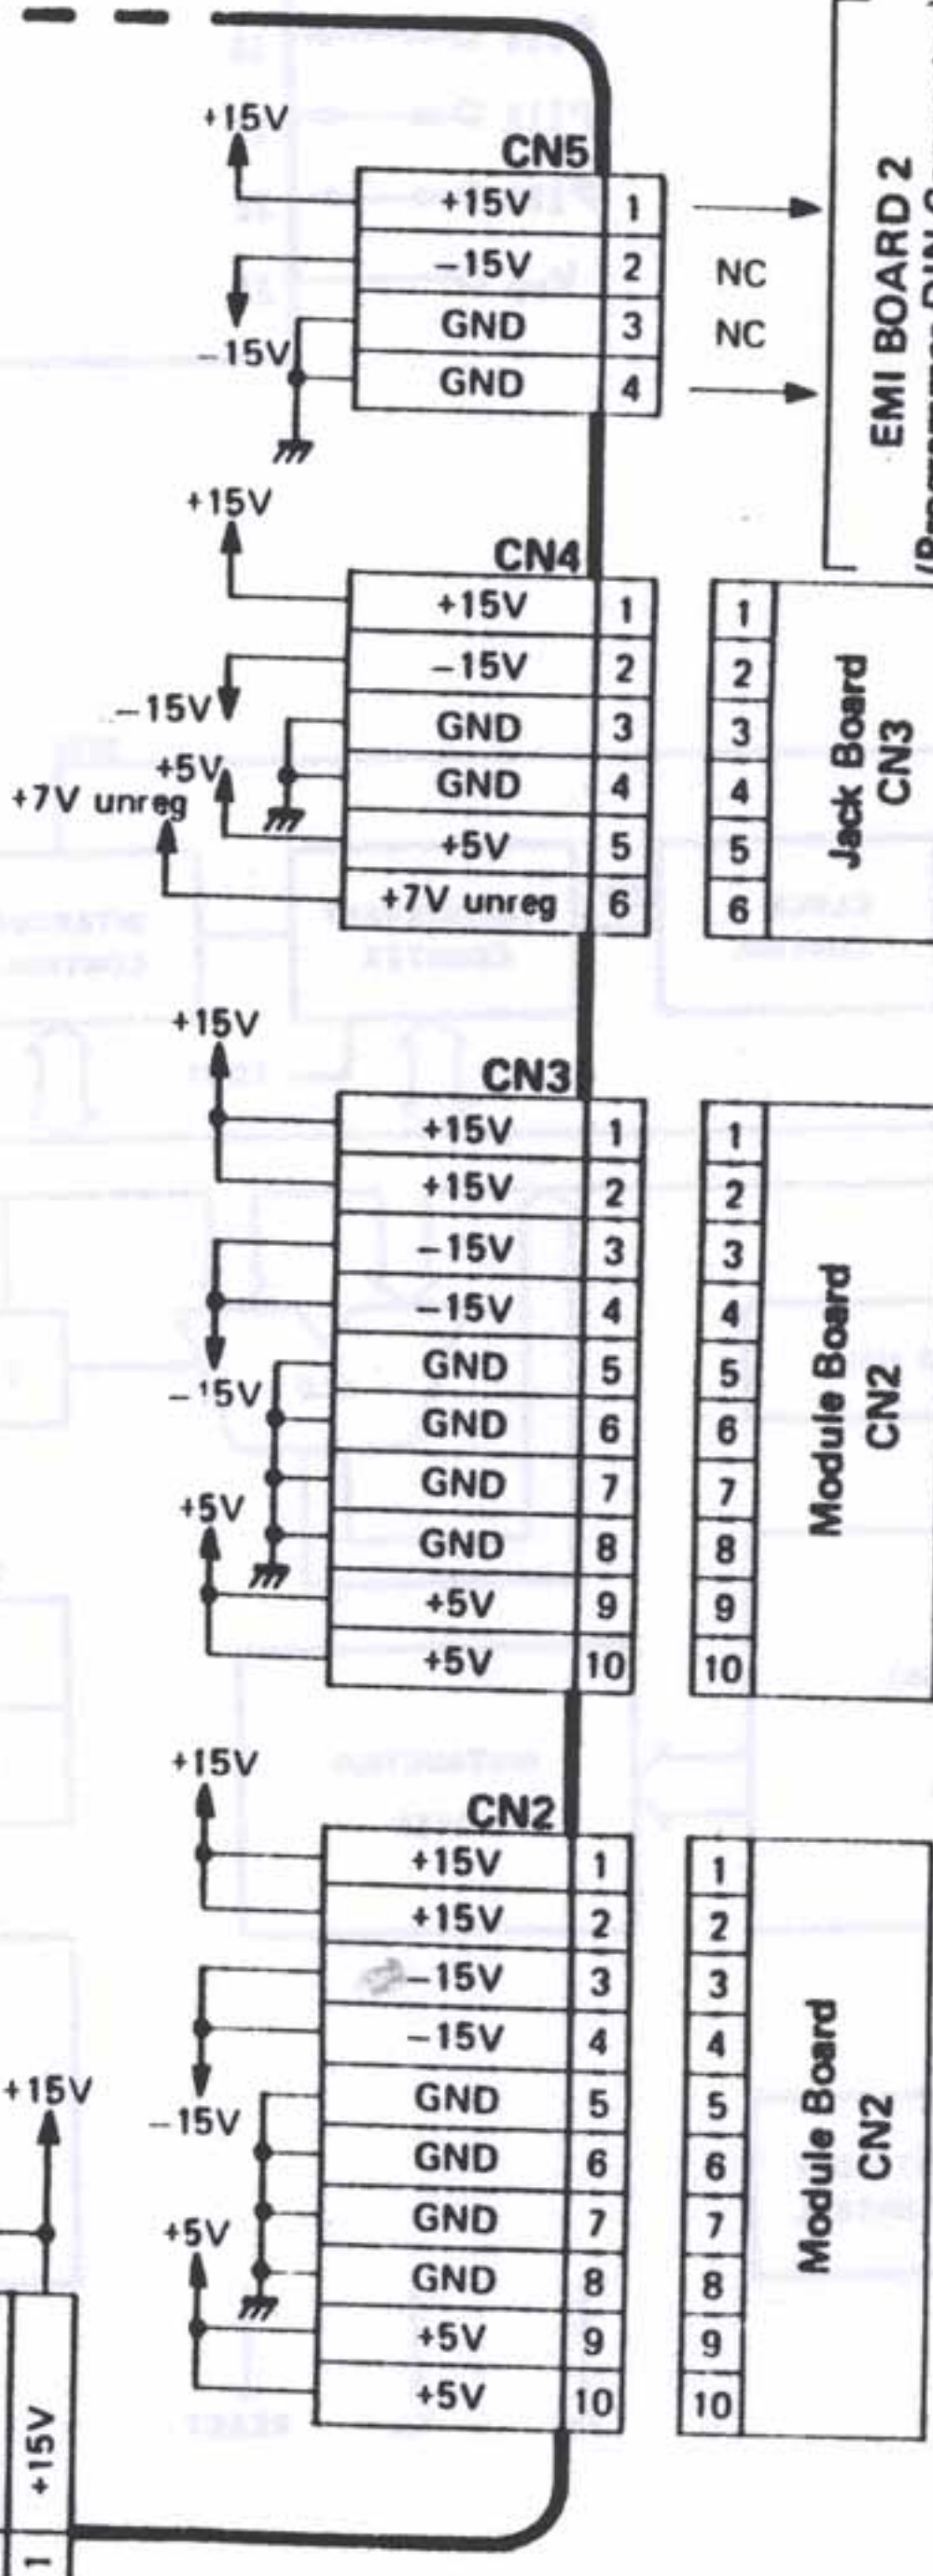 +15V
CN5
+15V 1
-15V 2 NC
GND 3 NC
-15V
GND 4
EMI BOARD 2
+15V
CN4
+15V 1 1
-15V 2 2
-15V
GND 3 3
+5V
GND 4 4
+7V unreg
+5V 5 5
+7V unreg 6 6
Jack Board
CN3
+15V
CN3
+15V 1 1
+15V 2 2
-15V 3 3
-15V 4 4
GND 5 5
-15V
GND 6 6
GND 7 7
+5V
GND 8 8
+5V 9 9
+5V 10 10
Module Board
CN2
+15V
CN2
+15V 1 1
+15V 2 2
-15V 3 3
-15V 4 4
GND 5 5
-15V
GND 6 6
GND 7 7
+5V
GND 8 8
+5V 9 9
+5V 10 10
Module Board
CN2
+15V
+15V
1